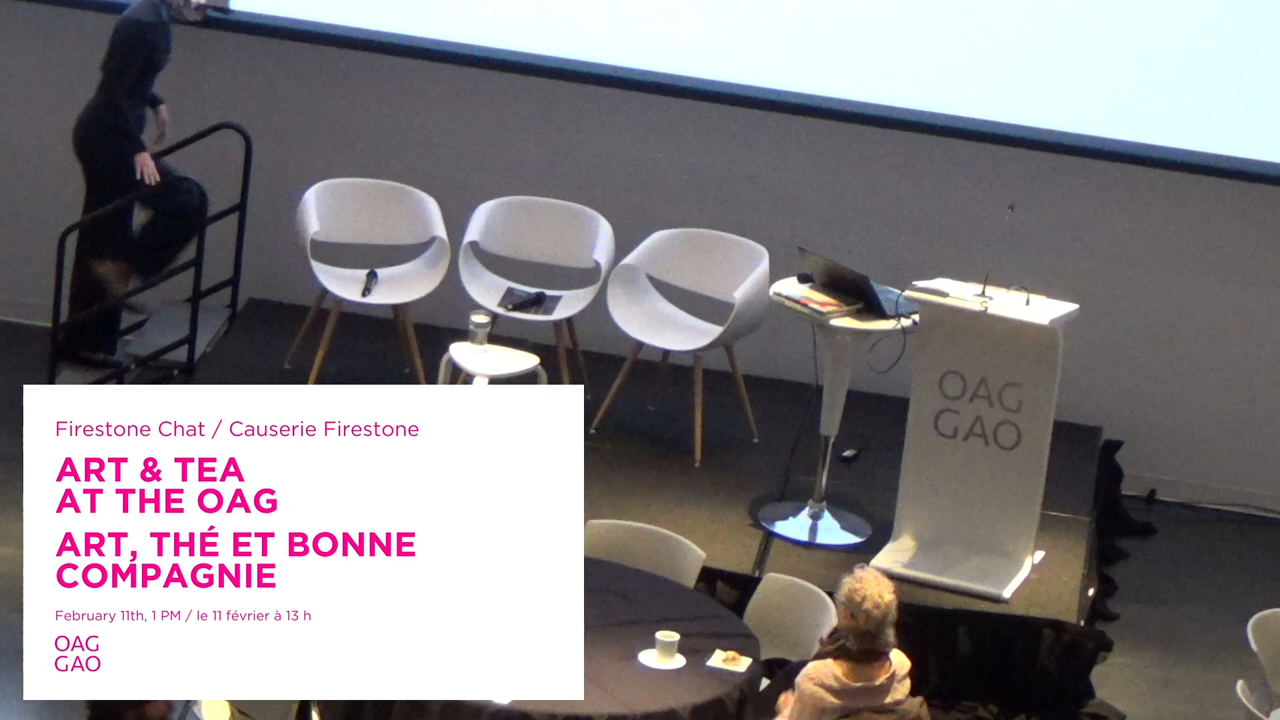 OAG
GAO
Firestone Chat / Causerie Firestone
ART & TEA
AT THE OAG
ART, THÉ ET BONNE
COMPAGNIE
February 11th, 1 PM / le 11 février à 13 h
OAG
GAO